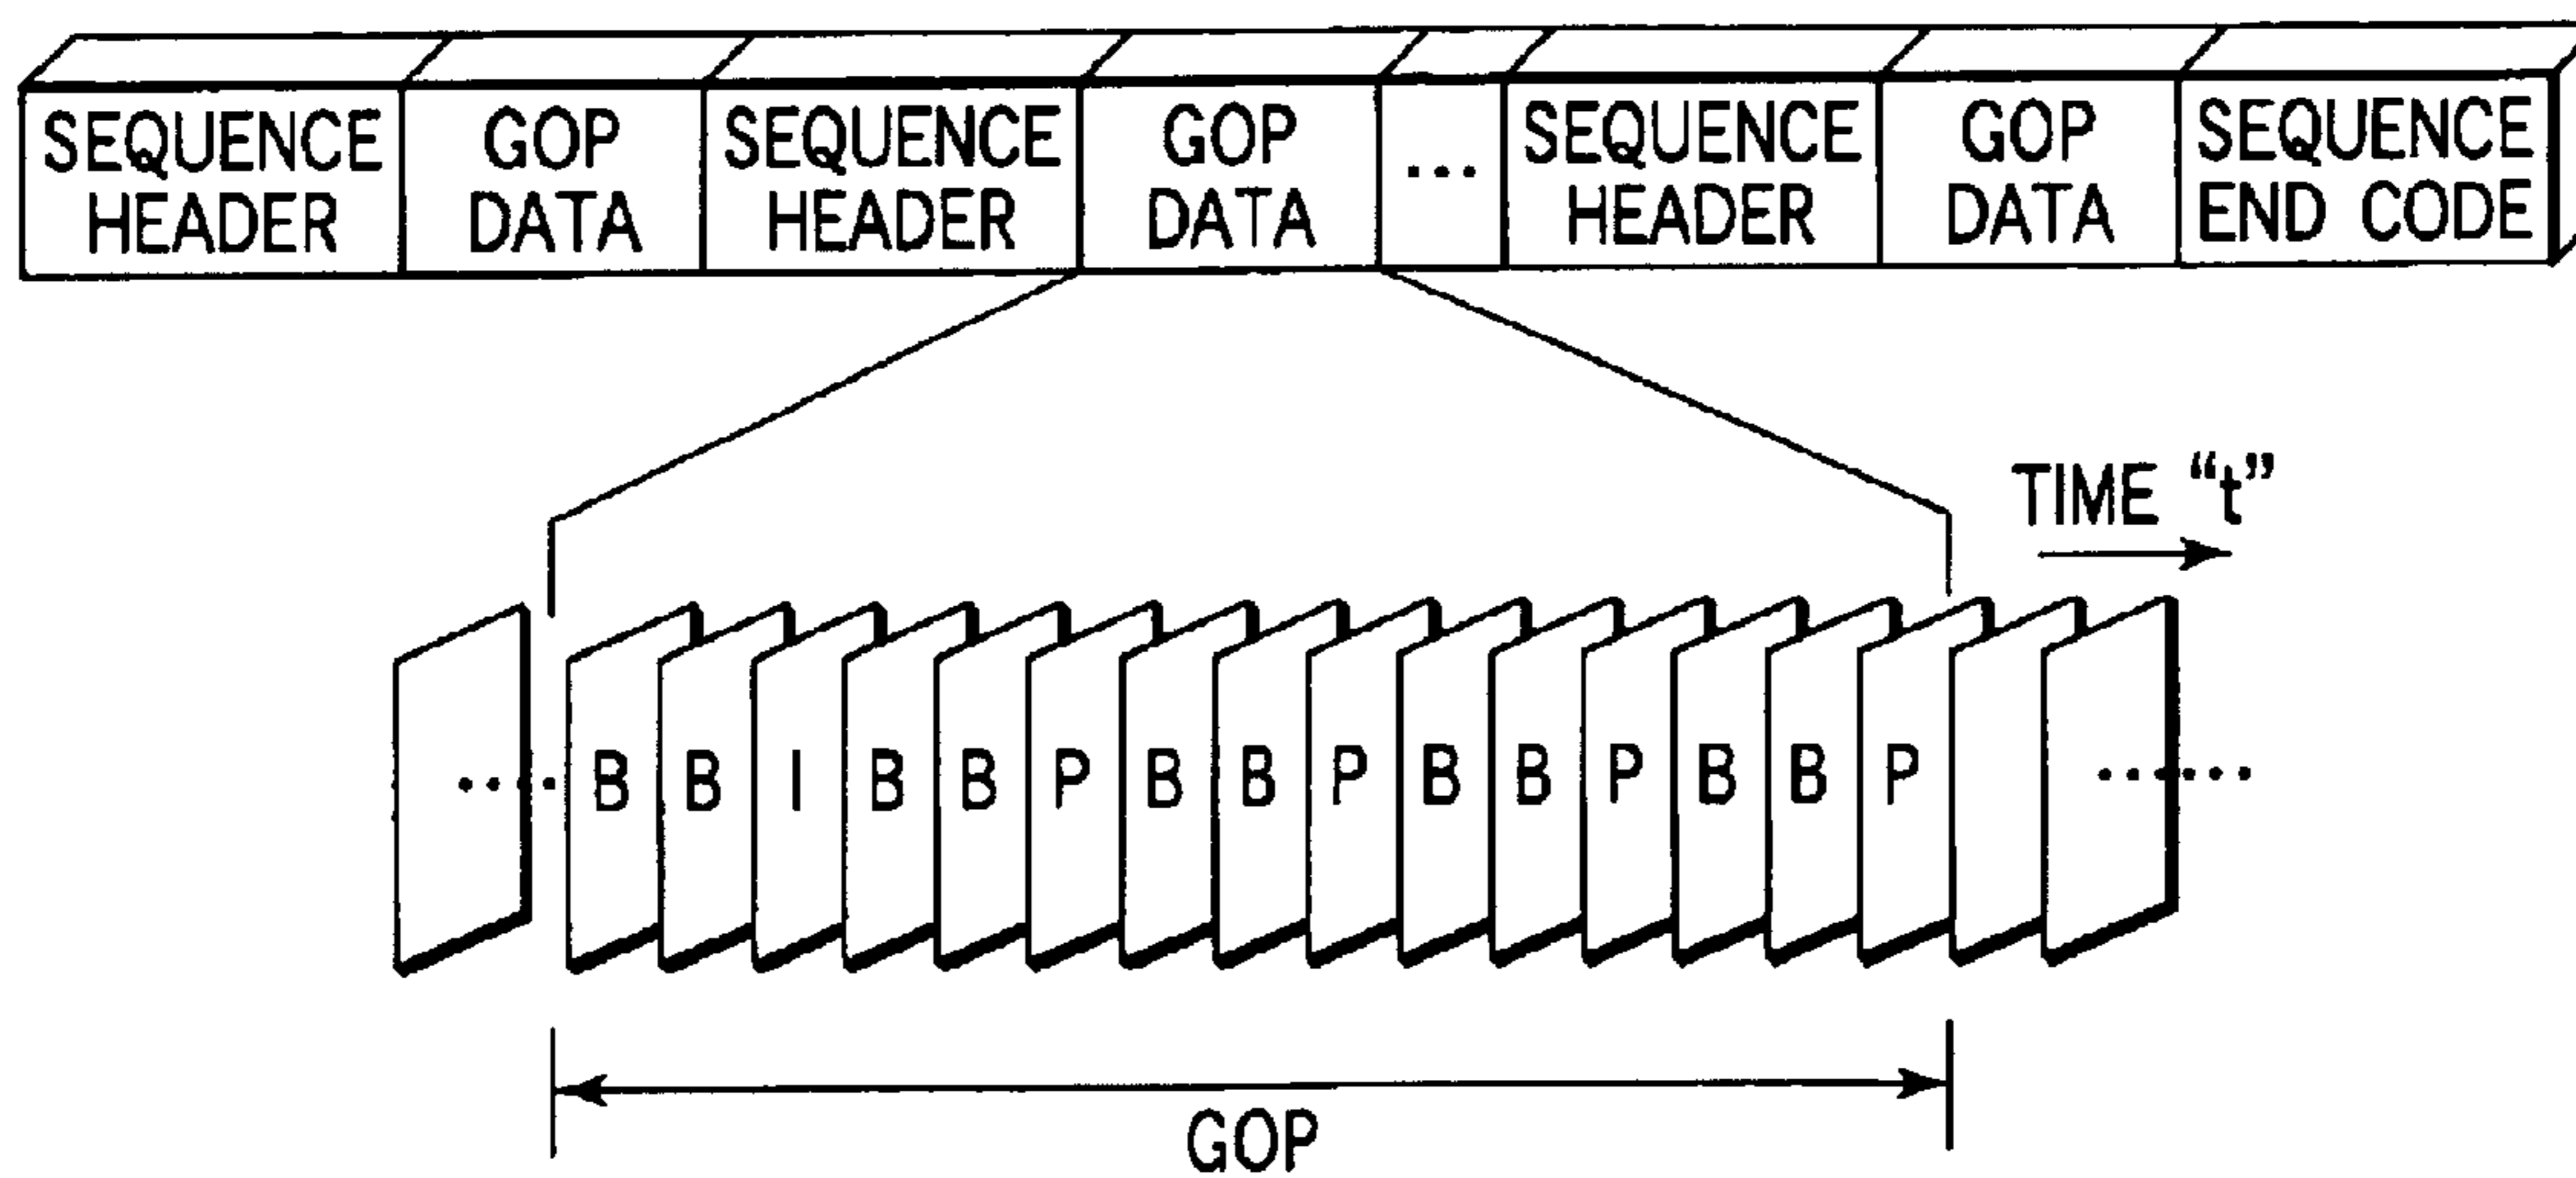 SEQUENCE HEADER
GOP DATA
SEQUENCE HEADER
GOP DATA
...
SEQUENCE HEADER
GOP DATA
SEQUENCE END CODE
TIME “t”
.... B B I B B P B B P B B P B B P ......
GOP